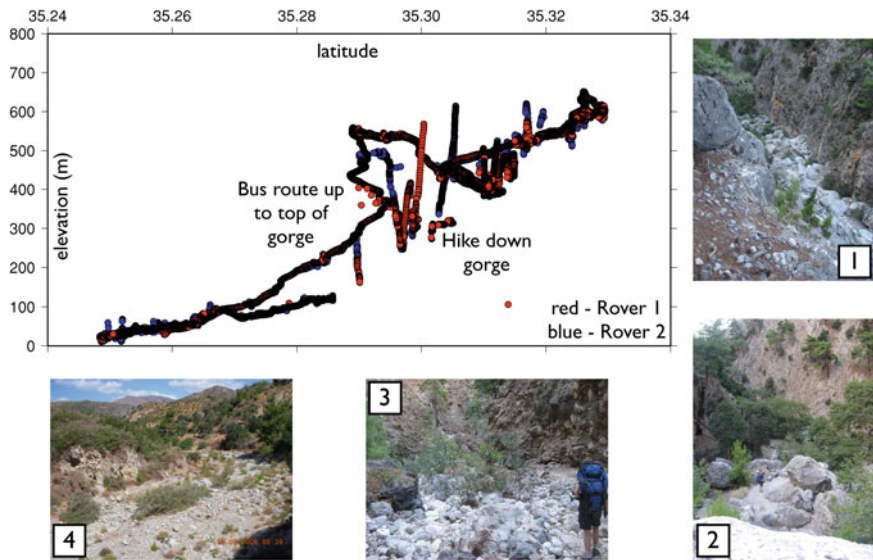 35.24 35.26 35.28 35.30 35.32 35.34
latitude
800
700
600
500
400
300
200
100
0
elevation (m)
Bus route up
to top of
gorge
Hike down
gorge
red - Rover 1
blue - Rover 2
1
2
3
4